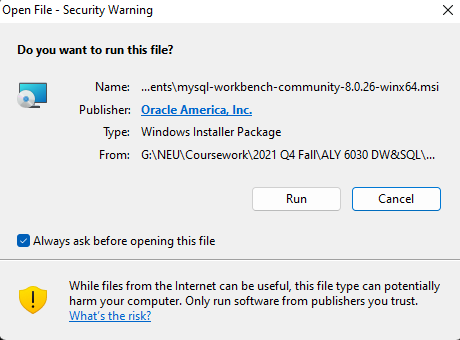 Open File - Security Warning
Do you want to run this file?
Name: ...ents\mysql-workbench-community-8.0.26-winx64.msi
Publisher: Oracle America, Inc.
Type: Windows Installer Package
From: G:\NEU\Coursework\2021 Q4 Fall\ALY 6030 DW&SQL\...
Run Cancel
Always ask before opening this file
While files from the Internet can be useful, this file type can potentially
harm your computer. Only run software from publishers you trust.
What's the risk?